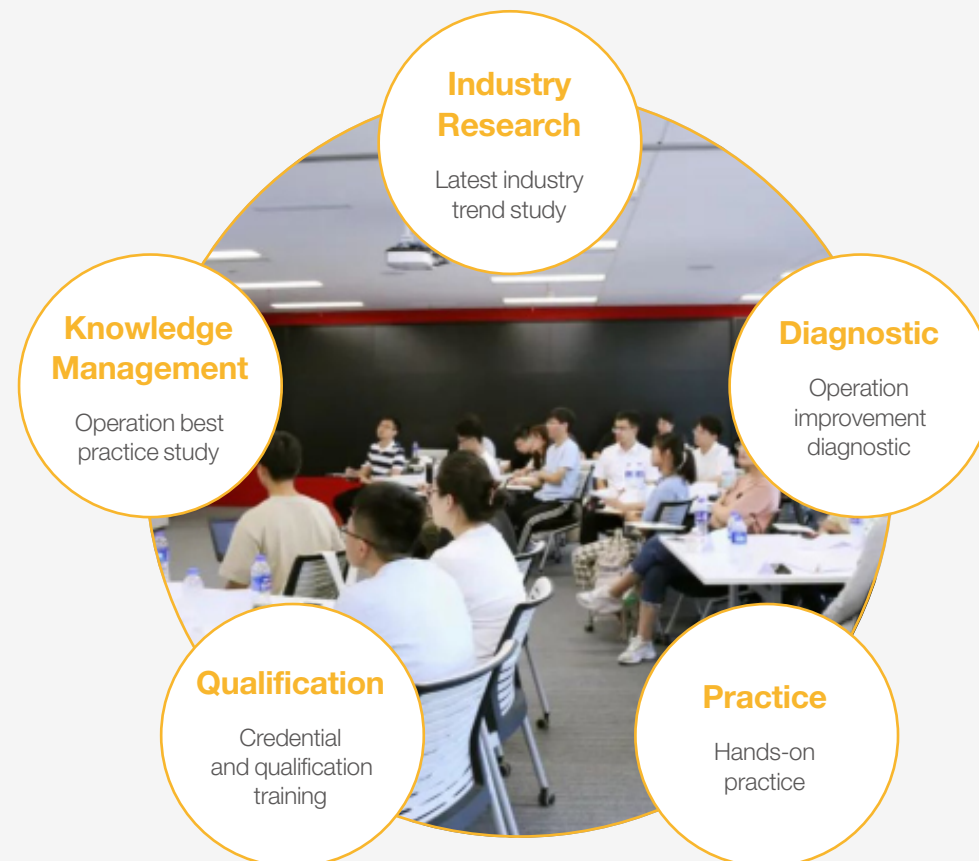 Industry
Research
Latest industry
trend study
Knowledge
Management
Operation best
practice study
Diagnostic
Operation
improvement
diagnostic
Qualification
Credential
and qualification
training
Practice
Hands-on
practice